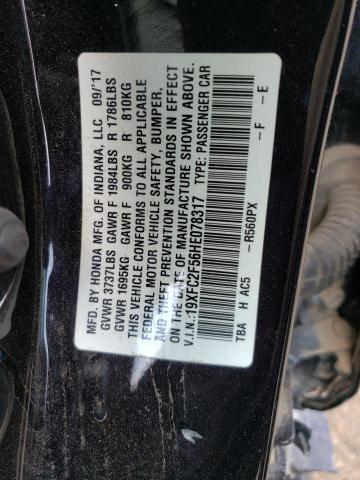 MFD. BY HONDA MFG. OF INDIANA, LLC 09/'17
GVWR 3737LBS GAWR F 1984LBS R 1786LBS
GVWR 1695KG GAWR F 900KG R 810KG
THIS VEHICLE CONFORMS TO ALL APPLICABLE
FEDERAL MOTOR VEHICLE SAFETY, BUMPER,
AND THEFT PREVENTION STANDARDS IN EFFECT
ON THE DATE OF MANUFACTURE SHOWN ABOVE.
V.I.N.:19XFC2F56HE078317 TYPE: PASSENGER CAR
TBA H AC5 -F -E
-R560PX